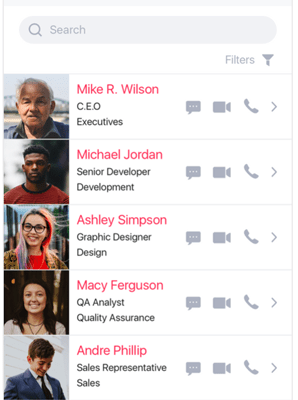 Search
Filters
Mike R. Wilson
C.E.O
Executives
Michael Jordan
Senior Developer
Development
Ashley Simpson
Graphic Designer
Design
Macy Ferguson
QA Analyst
Quality Assurance
Andre Phillip
Sales Representative
Sales